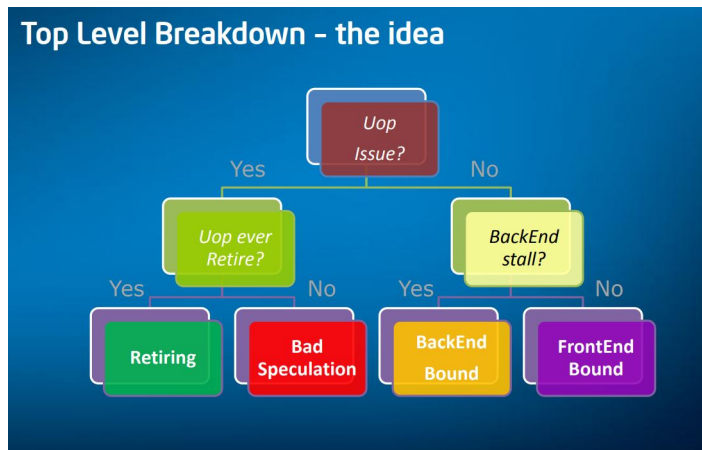 Top Level Breakdown – the idea
Uop
Issue?
Yes
No
Uop ever
Retire?
BackEnd
stall?
Yes
No
Yes
No
Retiring
Bad
Speculation
BackEnd
Bound
FrontEnd
Bound